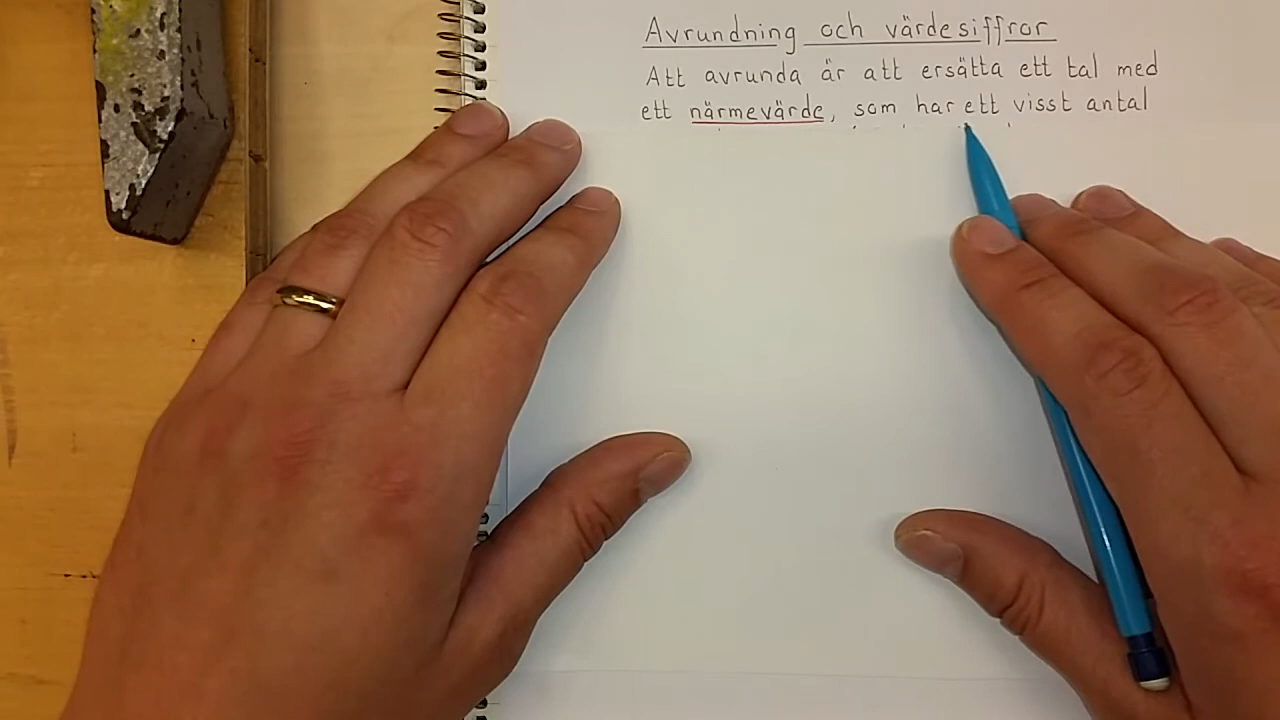 Avrundning och värdesiffror
Att avrunda är att ersätta ett tal med
ett närmevärde, som har ett visst antal